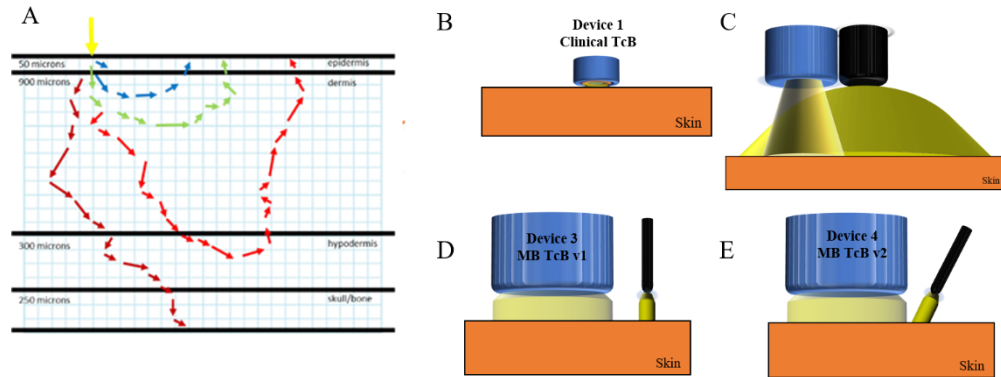 A
50 microns
epidermis
900 microns
dermis
300 microns
hypodermis
250 microns
skull/bone
B
Device 1
Clinical TcB
Skin
C
Skin
D
Device 3
MB TcB v1
Skin
E
Device 4
MB TcB v2
Skin